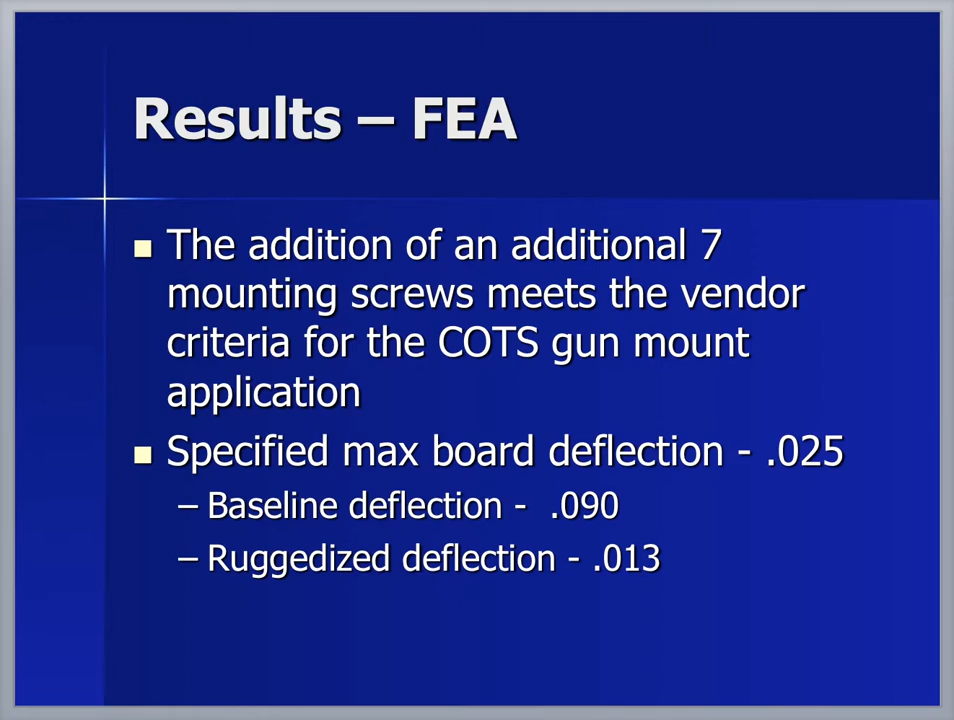 Results – FEA
The addition of an additional 7
mounting screws meets the vendor
criteria for the COTS gun mount
application
Specified max board deflection - .025
– Baseline deflection -  .090
– Ruggedized deflection - .013